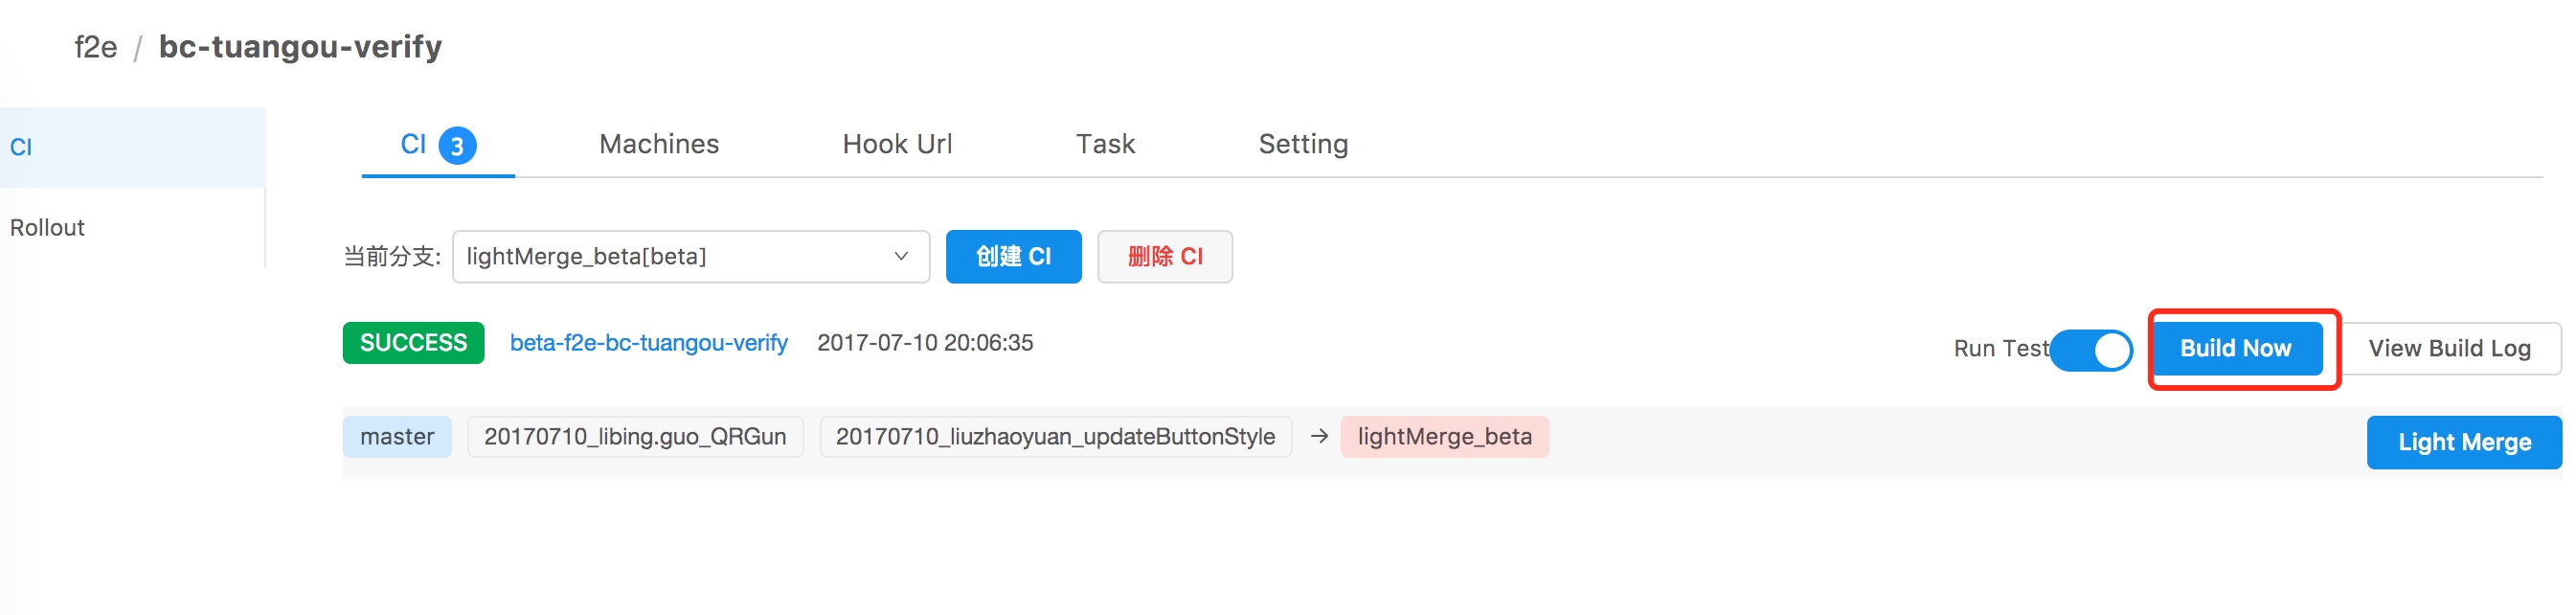 f2e / bc-tuangou-verify
CI
Rollout
CI 3 Machines Hook Url Task Setting
当前分支: lightMerge_beta[beta] 创建 CI 删除 CI
SUCCESS beta-f2e-bc-tuangou-verify 2017-07-10 20:06:35 Run Test Build Now View Build Log
master 20170710_libing.guo_QRGun 20170710_liuzhaoyuan_updateButtonStyle → lightMerge_beta Light Merge